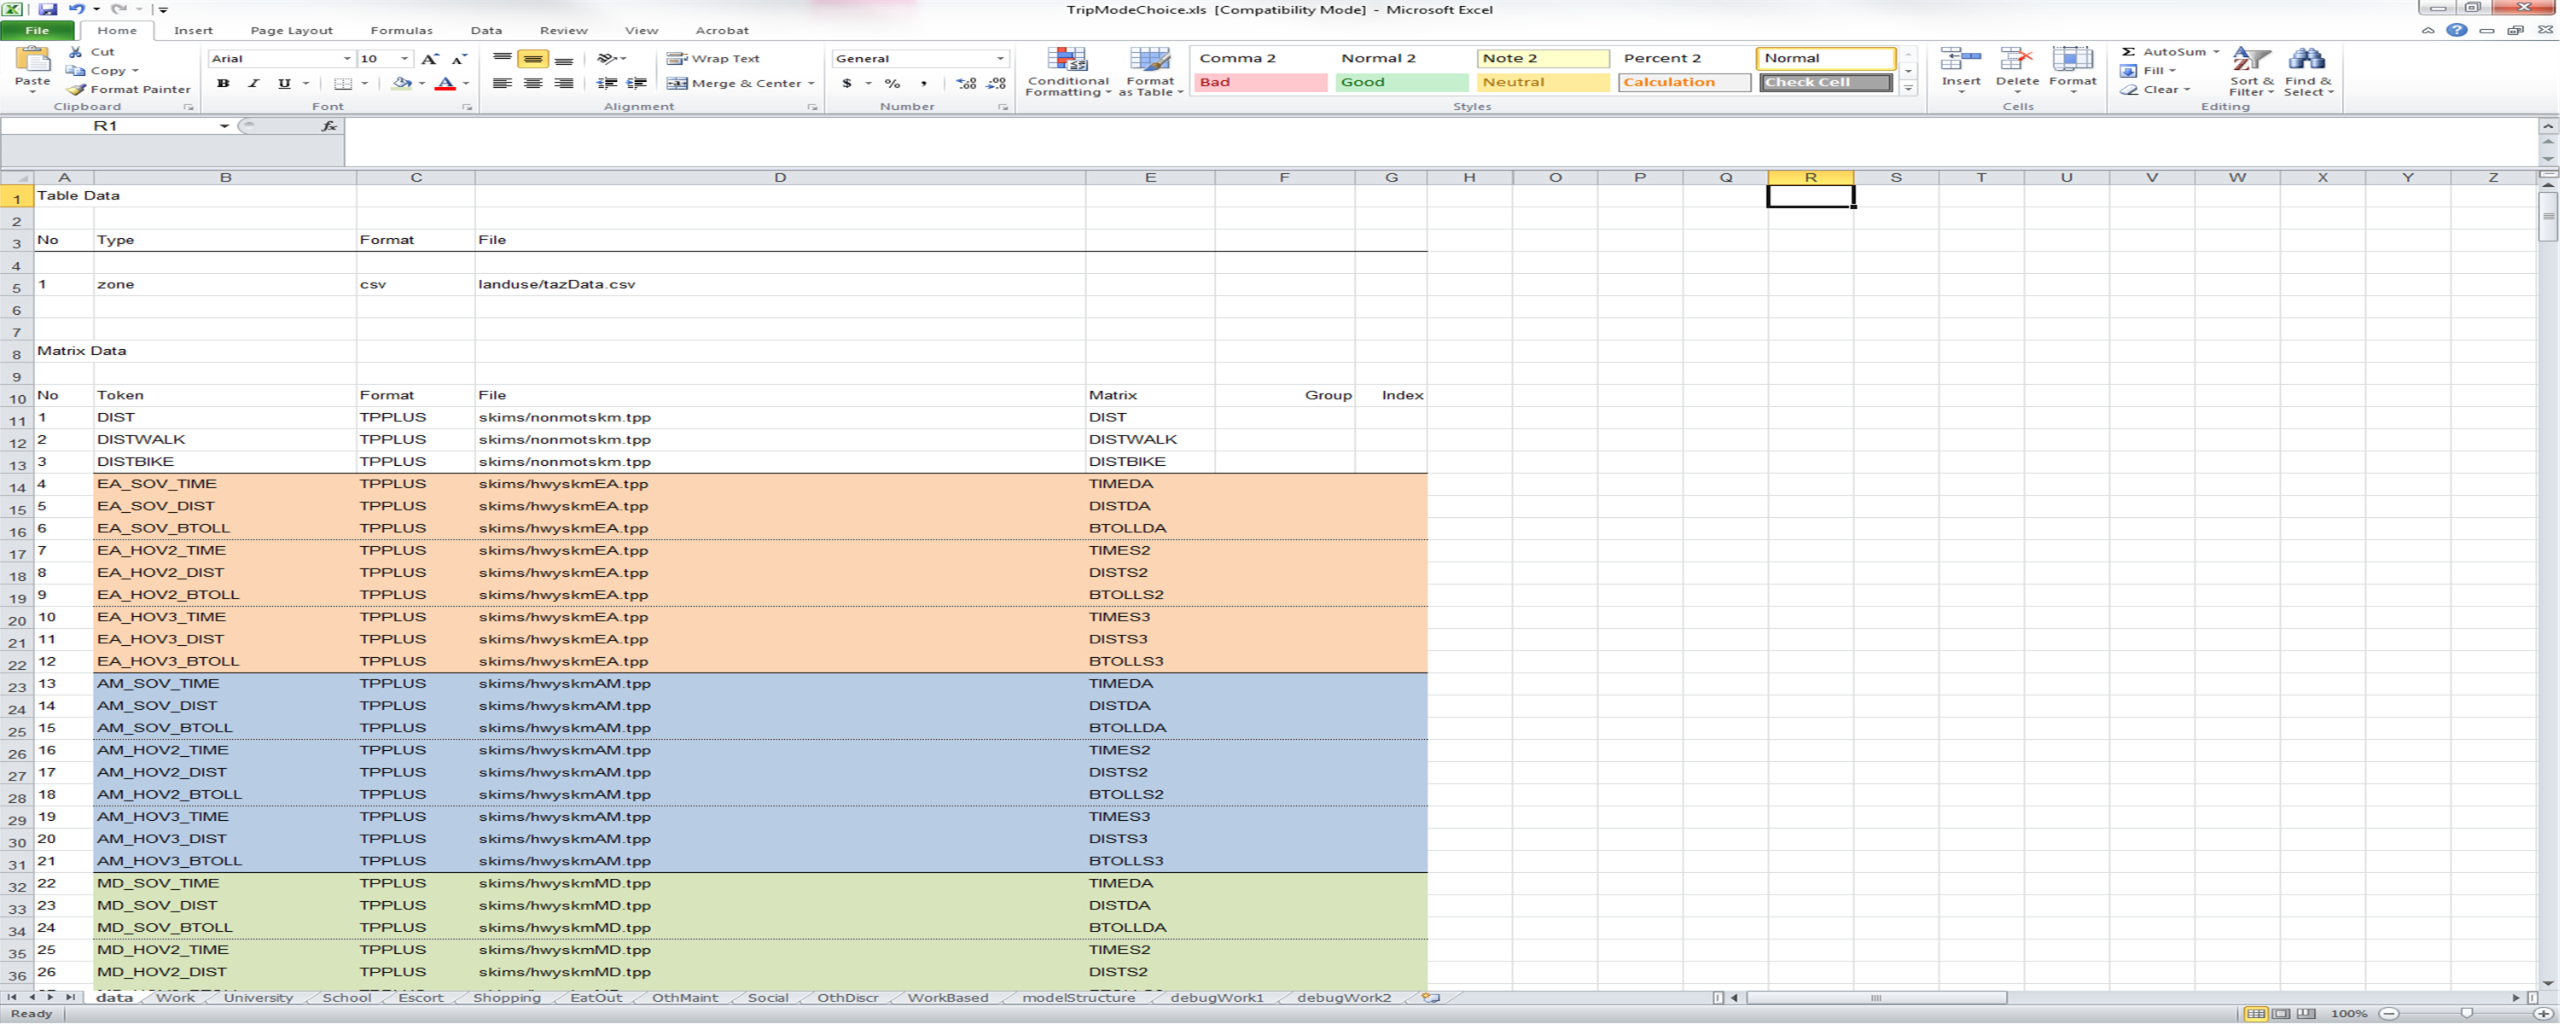 TripModeChoice.xls [Compatibility Mode] - Microsoft Excel
File Home Insert Page Layout Formulas Data Review View Acrobat
Paste Cut Copy Format Painter Clipboard
Arial 10 B I U Font
Wrap Text Merge & Center Alignment
General $ % , Number
Conditional Formatting Format as Table
Comma 2 Normal 2 Note 2 Percent 2 Normal
Bad Good Neutral Calculation Check Cell
Styles
Insert Delete Format Cells
AutoSum Fill Clear Sort & Filter Find & Select Editing
R1 fx
A B C D E F G H O P Q R S T U V W X Y Z
1 Table Data
2
3 No Type Format File
4
5 1 zone csv landuse/tazData.csv
6
7
8 Matrix Data
9
10 No Token Format File Matrix Group Index
11 1 DIST TPPLUS skims/nonmotskm.tpp DIST
12 2 DISTWALK TPPLUS skims/nonmotskm.tpp DISTWALK
13 3 DISTBIKE TPPLUS skims/nonmotskm.tpp DISTBIKE
14 4 EA_SOV_TIME TPPLUS skims/hwyskmEA.tpp TIMEDA
15 5 EA_SOV_DIST TPPLUS skims/hwyskmEA.tpp DISTDA
16 6 EA_SOV_BTOLL TPPLUS skims/hwyskmEA.tpp BTOLLDA
17 7 EA_HOV2_TIME TPPLUS skims/hwyskmEA.tpp TIMES2
18 8 EA_HOV2_DIST TPPLUS skims/hwyskmEA.tpp DISTS2
19 9 EA_HOV2_BTOLL TPPLUS skims/hwyskmEA.tpp BTOLLS2
20 10 EA_HOV3_TIME TPPLUS skims/hwyskmEA.tpp TIMES3
21 11 EA_HOV3_DIST TPPLUS skims/hwyskmEA.tpp DISTS3
22 12 EA_HOV3_BTOLL TPPLUS skims/hwyskmEA.tpp BTOLLS3
23 13 AM_SOV_TIME TPPLUS skims/hwyskmAM.tpp TIMEDA
24 14 AM_SOV_DIST TPPLUS skims/hwyskmAM.tpp DISTDA
25 15 AM_SOV_BTOLL TPPLUS skims/hwyskmAM.tpp BTOLLDA
26 16 AM_HOV2_TIME TPPLUS skims/hwyskmAM.tpp TIMES2
27 17 AM_HOV2_DIST TPPLUS skims/hwyskmAM.tpp DISTS2
28 18 AM_HOV2_BTOLL TPPLUS skims/hwyskmAM.tpp BTOLLS2
29 19 AM_HOV3_TIME TPPLUS skims/hwyskmAM.tpp TIMES3
30 20 AM_HOV3_DIST TPPLUS skims/hwyskmAM.tpp DISTS3
31 21 AM_HOV3_BTOLL TPPLUS skims/hwyskmAM.tpp BTOLLS3
32 22 MD_SOV_TIME TPPLUS skims/hwyskmMD.tpp TIMEDA
33 23 MD_SOV_DIST TPPLUS skims/hwyskmMD.tpp DISTDA
34 24 MD_SOV_BTOLL TPPLUS skims/hwyskmMD.tpp BTOLLDA
35 25 MD_HOV2_TIME TPPLUS skims/hwyskmMD.tpp TIMES2
36 26 MD_HOV2_DIST TPPLUS skims/hwyskmMD.tpp DISTS2
data Work University School Escort Shopping EatOut OthMaint Social OthDiscr WorkBased modelStructure debugWork1 debugWork2
Ready 100%